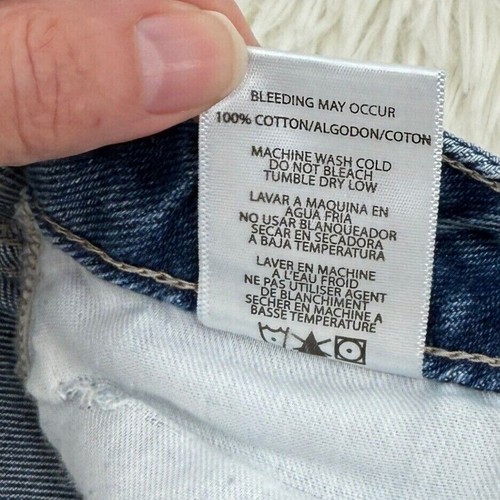 BLEEDING MAY OCCUR
100% COTTON/ALGODON/COTON
MACHINE WASH COLD
DO NOT BLEACH
TUMBLE DRY LOW
LAVAR A MAQUINA EN
AGUA FRIA
NO USAR BLANQUEADOR
SECAR EN SECADORA
A BAJA TEMPERATURA
LAVER EN MACHINE
A L'EAU FROID
NE PAS UTILISER AGENT
DE BLANCHIMENT
SECHER EN MACHINE A
BASSE TEMPERATURE